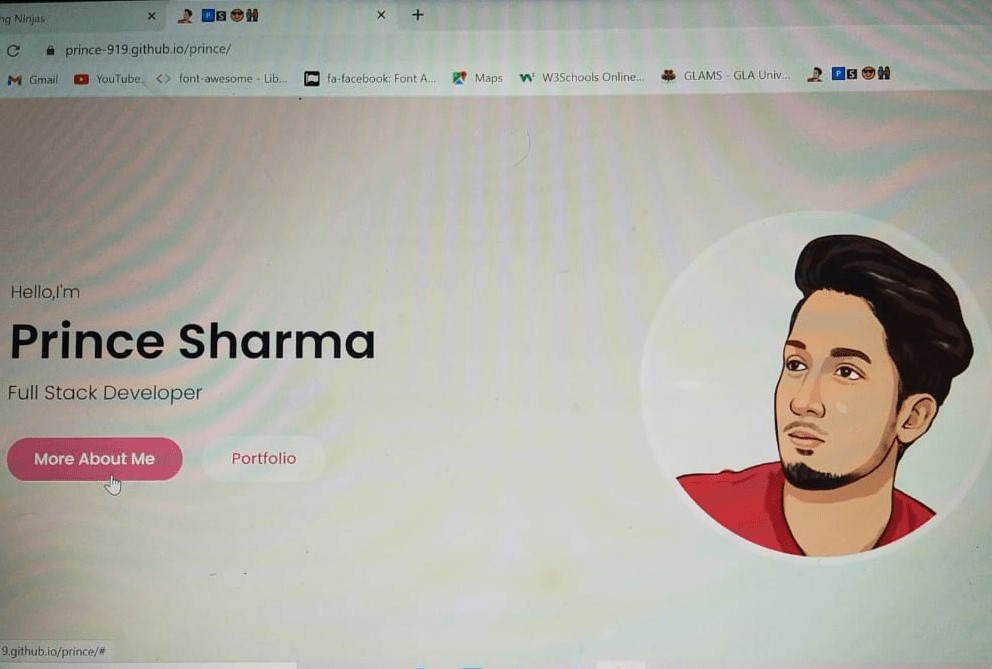 ng Ninjas
prince-919.github.io/prince/
Gmail YouTube font-awesome - Lib... fa-facebook: Font A... Maps W3Schools Online... GLAMS - GLA Univ...
Hello,I'm
Prince Sharma
Full Stack Developer
More About Me Portfolio
9.github.io/prince/#